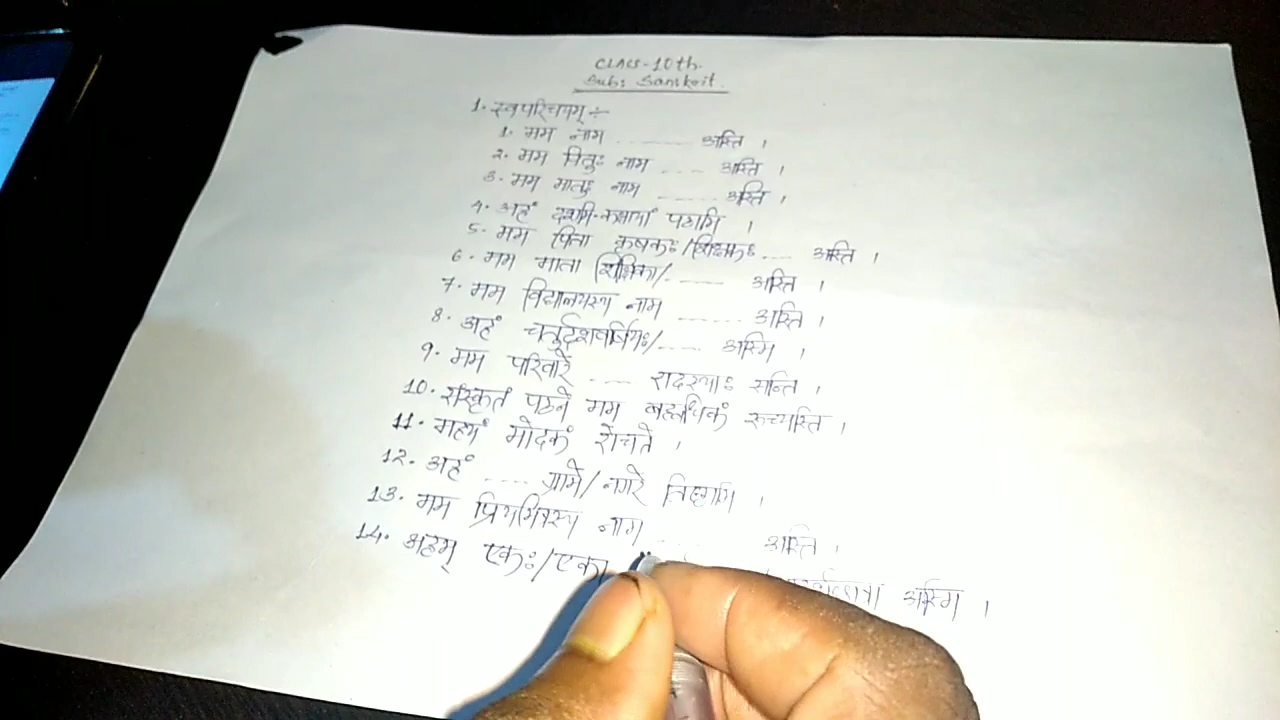 CLASS-10th.
Sub: Sanskrit.
1. स्वपरिचयम् :-
1. मम नाम ........ अस्ति ।
2. मम पितुः नाम .... अस्ति ।
3. मम मातुः नाम ...... अस्ति ।
4. अहं दशमि-कक्षायां पठामि ।
5. मम पिता कृषकः/शिक्षकः .... अस्ति ।
6. मम माता शिक्षिका/...... अस्ति ।
7. मम विद्यालयस्य नाम ...... अस्ति ।
8. अहं चतुर्दशवर्षियः/..... अस्मि ।
9. मम परिवारे .... सदस्याः सन्ति ।
10. संस्कृत पठने मम बहुअधिकं रुच्यस्ति ।
11. मह्यं मोदकं रोचते ।
12. अहं .... ग्रामे/नगरे तिष्ठामि ।
13. मम प्रियमित्रस्य नाम .... अस्ति ।
14. अहम् एकः/एका अस्मि ।